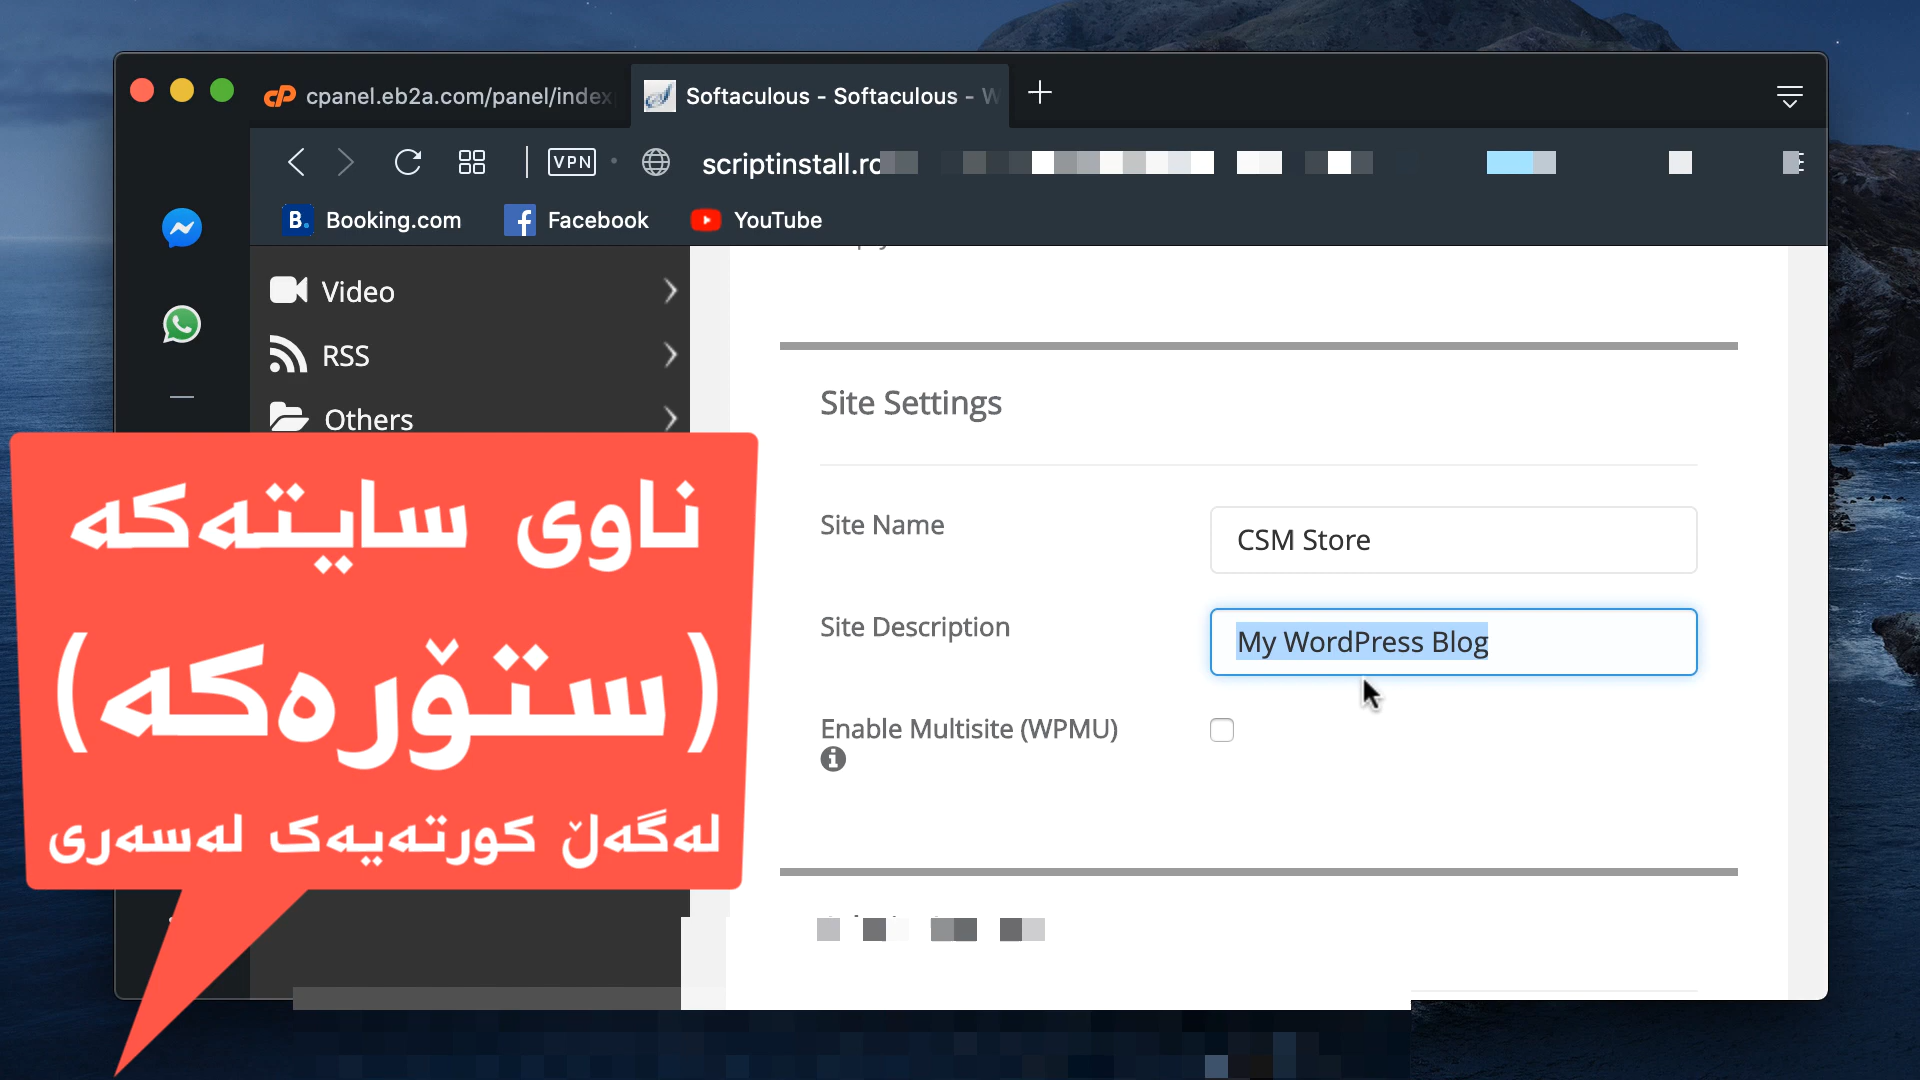 cpanel.eb2a.com/panel/index
Softaculous - Softaculous - W
VPN
scriptinstall.ro
B. Booking.com
Facebook
YouTube
Video
RSS
Others
Site Settings
Site Name
CSM Store
Site Description
My WordPress Blog
Enable Multisite (WPMU)
ناوی سایتەکە
(ستۆرەکە)
لەگەڵ کورتەیەک لەسەری